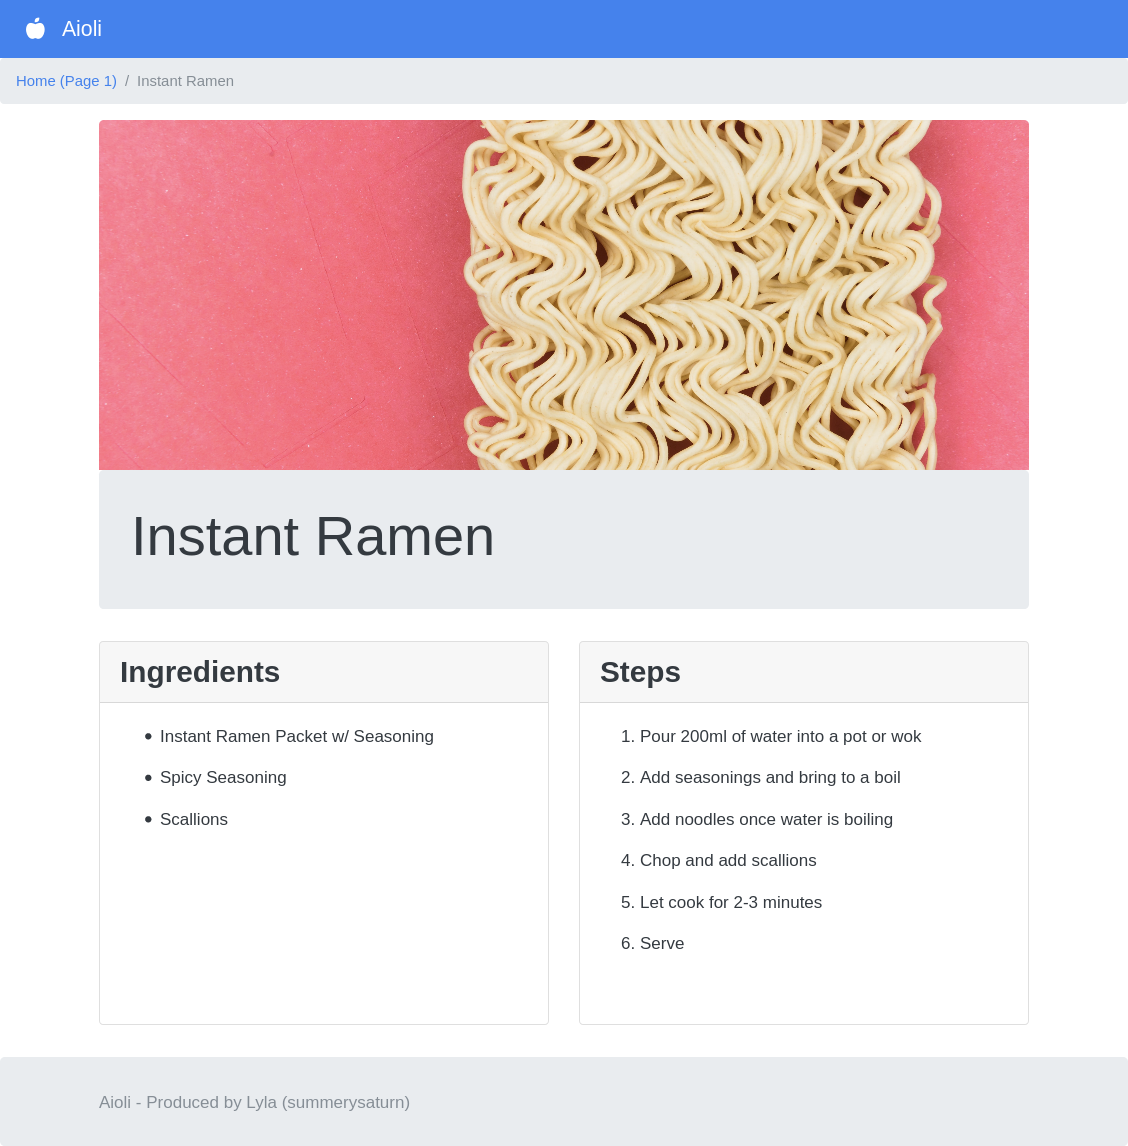 Aioli
Home (Page 1) / Instant Ramen
Instant Ramen
Ingredients
• Instant Ramen Packet w/ Seasoning
• Spicy Seasoning
• Scallions
Steps
1. Pour 200ml of water into a pot or wok
2. Add seasonings and bring to a boil
3. Add noodles once water is boiling
4. Chop and add scallions
5. Let cook for 2-3 minutes
6. Serve
Aioli - Produced by Lyla (summerysaturn)